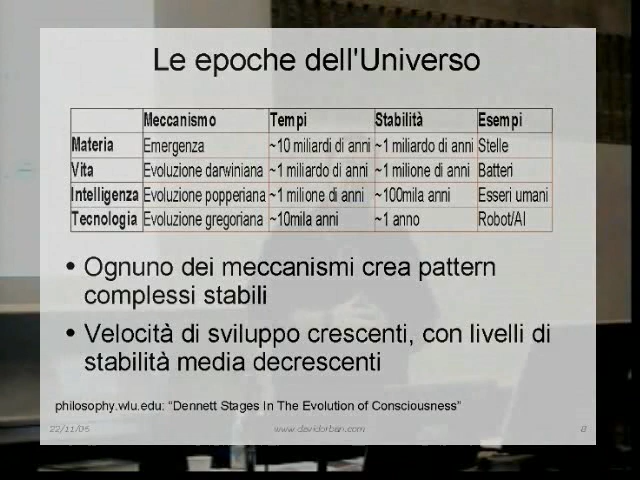 Le epoche dell'Universo
Meccanismo Tempi Stabilità Esempi
Materia Emergenza ~10 miliardi di anni ~1 miliardo di anni Stelle
Vita Evoluzione darwiniana ~1 miliardo di anni ~1 milione di anni Batteri
Intelligenza Evoluzione popperiana ~1 milione di anni ~100mila anni Esseri umani
Tecnologia Evoluzione gregoriana ~10mila anni ~1 anno Robot/AI
• Ognuno dei meccanismi crea pattern
complessi stabili
• Velocità di sviluppo crescenti, con livelli di
stabilità media decrescenti
philosophy.wlu.edu: “Dennett Stages In The Evolution of Consciousness”
22/11/06 www.davidorban.com 8